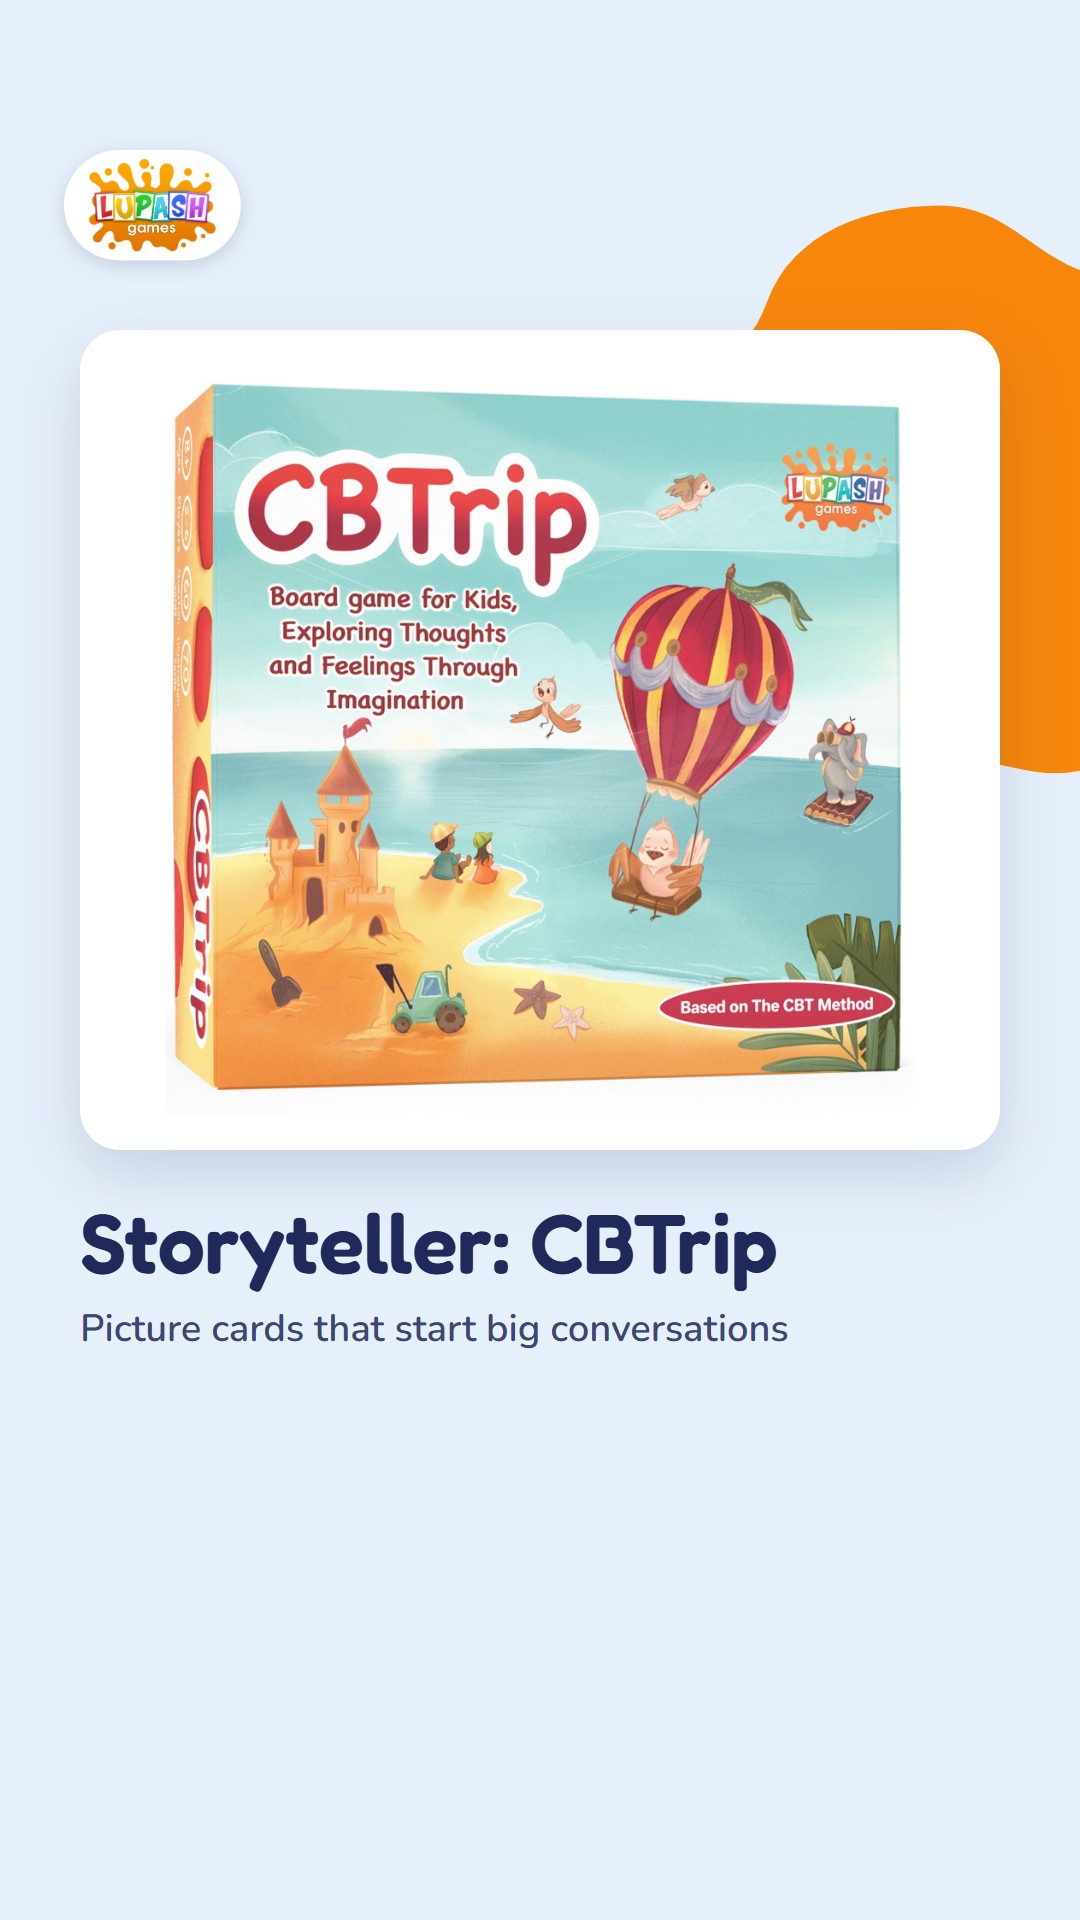 LUPASH
games
CBTrip
LUPASH
games
Board game for Kids,
Exploring Thoughts
and Feelings Through
Imagination
CBTrip
Based on The CBT Method
Storyteller: CBTrip
Picture cards that start big conversations